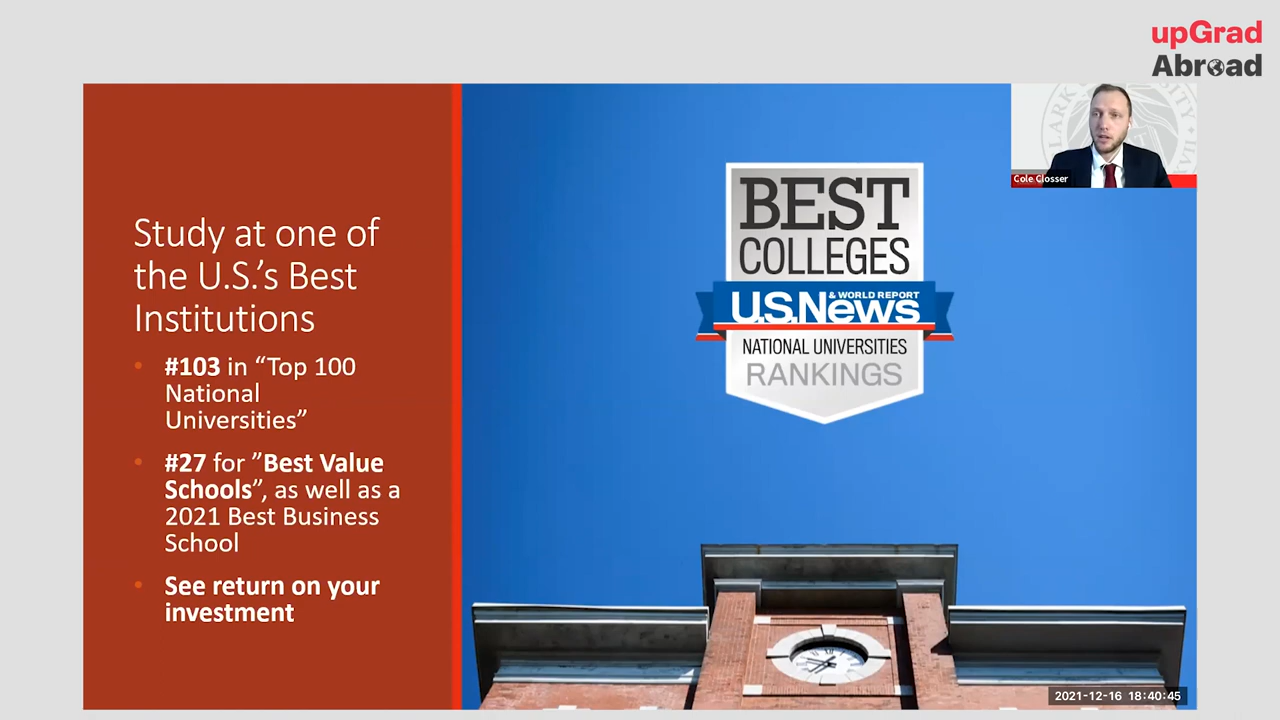 upGrad
Abroad
Cole Closser
Study at one of
the U.S.'s Best
Institutions
• #103 in “Top 100
National
Universities”
• #27 for ”Best Value
Schools”, as well as a
2021 Best Business
School
• See return on your
investment
BEST
COLLEGES
U.S.News
& WORLD REPORT
NATIONAL UNIVERSITIES
RANKINGS
2021-12-16 18:40:45